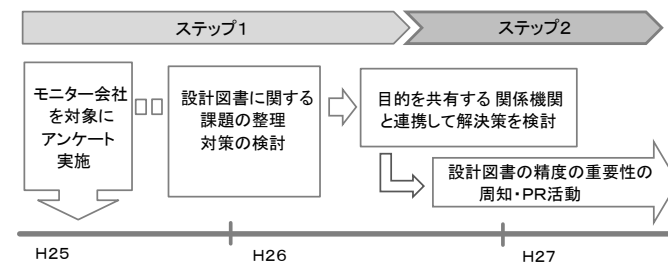 ステップ1
ステップ2
モニター会社
を対象に
アンケート
実施
設計図書に関する
課題の整理
対策の検討
目的を共有する 関係機関
と連携して解決策を検討
設計図書の精度の重要性の
周知・PR活動
H25
H26
H27